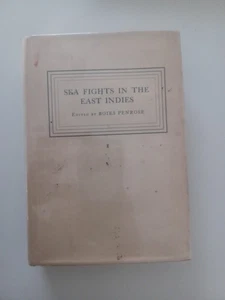 SEA FIGHTS IN THE
EAST INDIES
EDITED BY BOIES PENROSE